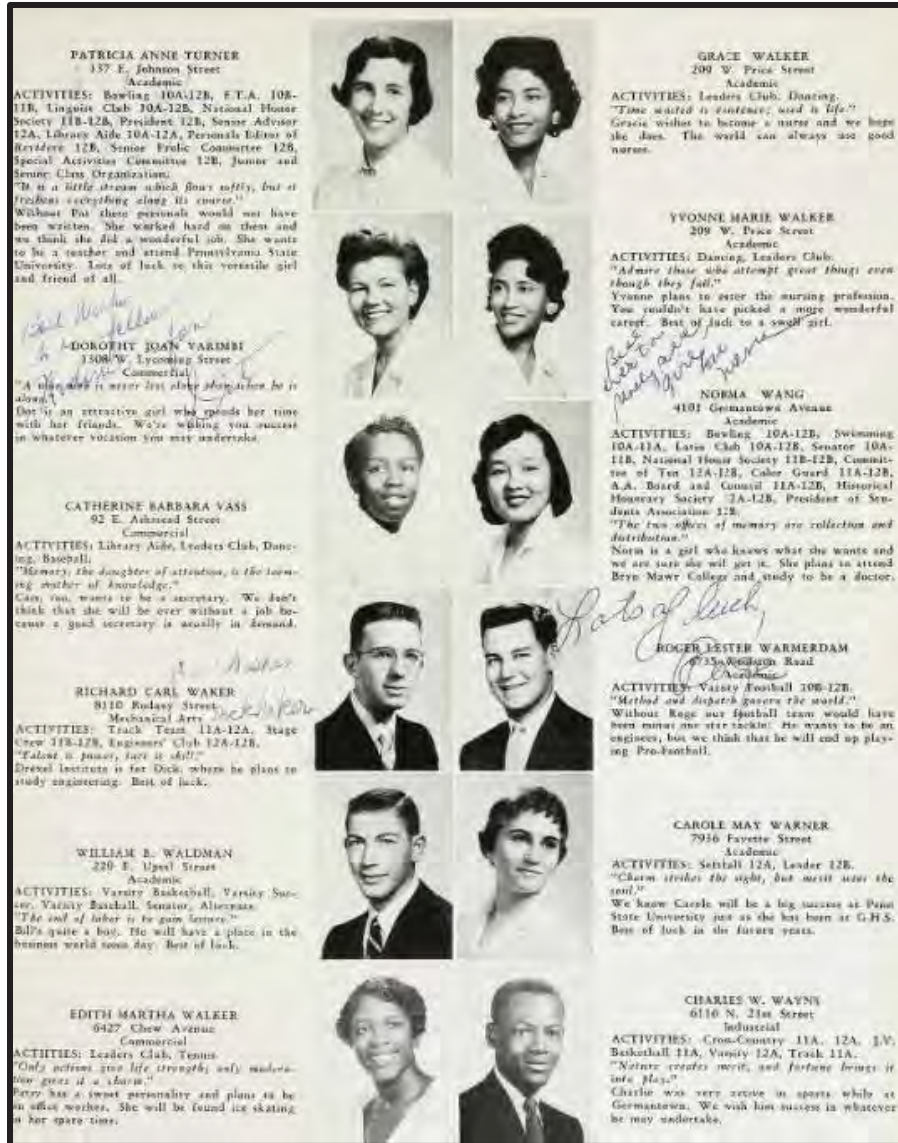 PATRICIA ANNE TURNER
137 E. Johnson Street
Academic
ACTIVITIES: Bowling 10A-12B, F.T.A. 10B-
11B, Linguist Club 10A-12B, National Honor
Society 11B-12B, President 12B, Senior Advisor
12A, Library Aide 10A-12A, Personals Editor of
Revidere 12B, Senior Frolic Committee 12B,
Special Activities Committee 12B, Junior and
Senior Class Organization.
"It is a little stream which flows softly, but it
freshens everything along its course."
Without Pat these personals would not have
been written. She worked hard on them and
we think she did a wonderful job. She wants
to be a teacher and attend Pennsylvania State
University. Lots of luck to this versatile girl
and friend of all.
DOROTHY JOAN VARIMBI
1308 W. Lycoming Street
Commercial
"A man is never less alone than when he is
alone."
Dot is an attractive girl who spends her time
with her friends. We're wishing you success
in whatever vocation you may undertake.
CATHERINE BARBARA VASS
92 E. Ashmead Street
Commercial
ACTIVITIES: Library Aide, Leaders Club, Danc-
ing, Baseball.
"Memory, the daughter of attention, is the teem-
ing mother of knowledge."
Cass, too, wants to be a secretary. We don't
think that she will be ever without a job be-
cause a good secretary is usually in demand.
RICHARD CARL WAKER
8110 Rodney Street
Mechanical Arts
Dick Waker
ACTIVITIES: Track Team 11A-12A, Stage
Crew 11B-12B, Engineers' Club 12A-12B.
"Talent is power, tact is skill."
Drexel Institute is for Dick, where he plans to
study engineering. Best of luck.
WILLIAM B. WALDMAN
220 E. Upsal Street
Academic
ACTIVITIES: Varsity Basketball, Varsity Soc-
cer, Varsity Baseball, Senator, Alternate.
"The end of labor is to gain leisure."
Bill's quite a boy. He will have a place in the
business world some day. Best of luck.
EDITH MARTHA WALKER
6427 Chew Avenue
Commercial
ACTIITIES: Leaders Club, Tennis
"Only actions give life strength; only modera-
tion gives it a charm."
has a sweet personality and plans to be
an office worker. She will be found ice skating
in her spare time.
GRACE WALKER
209 W. Price Street
Academic
ACTIVITIES: Leaders Club, Dancing.
"Time wasted is existence; used is life."
Gracie wishes to become a nurse and we hope
she does. The world can always use good
nurses.
YVONNE MARIE WALKER
209 W. Price Street
Academic
ACTIVITIES: Dancing, Leaders Club.
"Admire those who attempt great things even
though they fail."
Yvonne plans to enter the nursing profession.
You couldn't have picked a more wonderful
career. Best of luck to a swell girl.
NORMA WANG
4101 Germantown Avenue
Academic
ACTIVITIES: Bowling 10A-12B, Swimming
10A-11A, Latin Club 10A-12B, Senator 10A-
11B, National Honor Society 11B-12B, Commit-
tee of Ten 12A-12B, Color Guard 11A-12B,
A.A. Board and Council 11A-12B, Historical
Honorary Society 12A-12B, President of Stu-
dents Association 12B.
"The two offices of memory are collection and
distribution."
Norm is a girl who knows what she wants and
we are sure she will get it. She plans to attend
Bryn Mawr College and study to be a doctor.
Lots of luck,
ROGER LESTER WARMERDAM
Road
Academic
ACTIVITIES: Varsity Football 10B-12B.
"Method and dispatch govern the world."
Without Roge our football team would have
been minus one star tackle. He wants to be an
engineer, but we think that he will end up play-
ing Pro-Football.
CAROLE MAY WARNER
7936 Fayette Street
Academic
ACTIVITIES: Softball 12A, Leader 12B.
"Charm strikes the sight, but merit wins the
soul."
We know Carole will be a big success at Penn
State University just as she has been at G.H.S.
Best of luck in the future years.
CHARLES W. WAYNS
6116 N. 21st Street
Industrial
ACTIVITIES: Cross-Country 11A, 12A, J.V.
Basketball 11A, Varsity 12A, Track 11A.
"Nature creates merit, and fortune brings it
into play."
Charlie was very active in sports while at
Germantown. We wish him success in whatever
he may undertake.